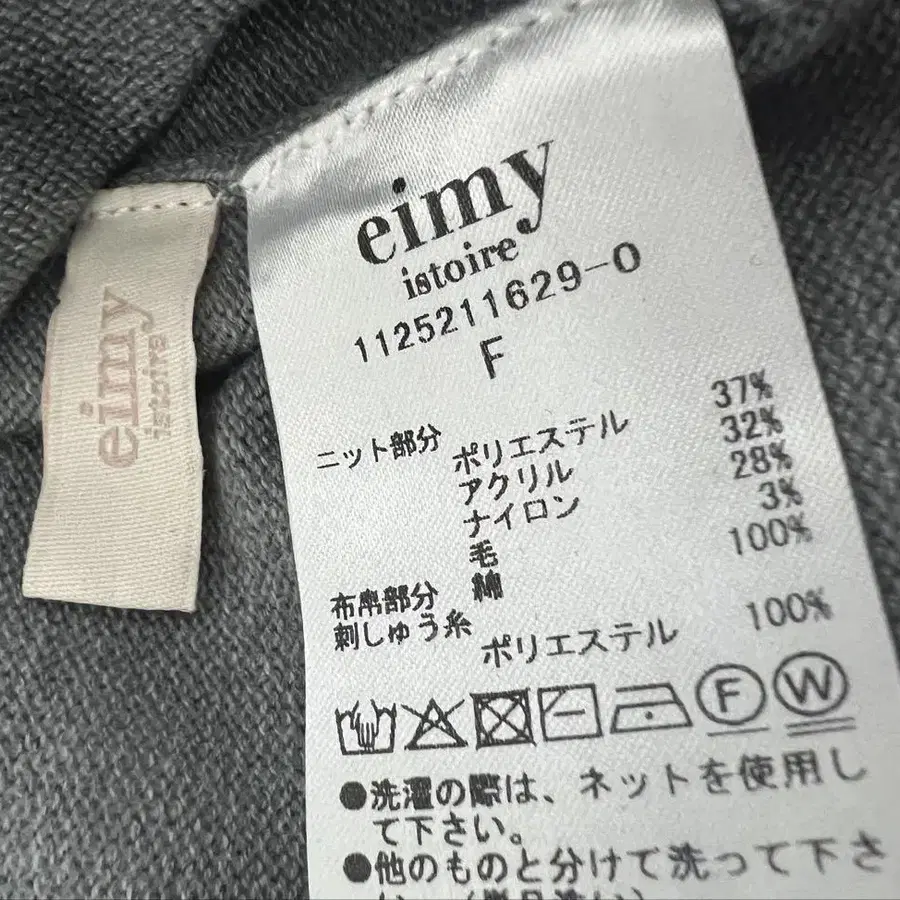 eimy
istoire
eimy
istoire
1125211629-0
F
ニット部分 ポリエステル 37%
アクリル 32%
ナイロン 28%
毛 3%
布帛部分 綿 100%
刺しゅう糸 ポリエステル 100%
F W
●洗濯の際は、ネットを使用し
て下さい。
●他のものと分けて洗って下さ
い。